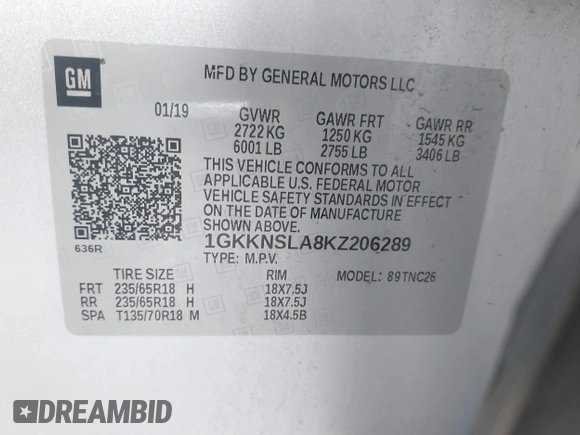 GM
MFD BY GENERAL MOTORS LLC
01/19 GVWR GAWR FRT GAWR RR
2722 KG 1250 KG 1545 KG
6001 LB 2755 LB 3406 LB
THIS VEHICLE CONFORMS TO ALL
APPLICABLE U.S. FEDERAL MOTOR
VEHICLE SAFETY STANDARDS IN EFFECT
ON THE DATE OF MANUFACTURE
SHOWN ABOVE.
1GKKNSLA8KZ206289
636R
TYPE: M.P.V. MODEL: 89TNC26
TIRE SIZE RIM
FRT 235/65R18 H 18X7.5J
RR 235/65R18 H 18X7.5J
SPA T135/70R18 M 18X4.5B
DREAMBID